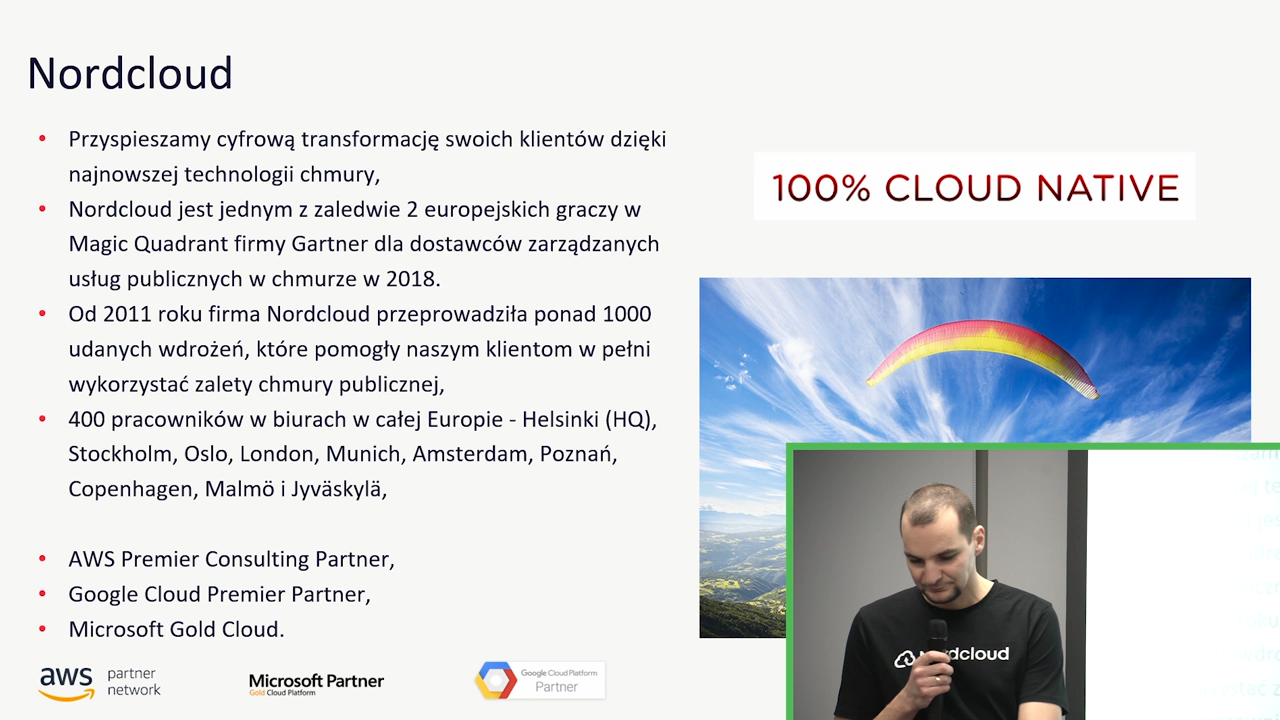 Nordcloud
• Przyspieszamy cyfrową transformację swoich klientów dzięki
najnowszej technologii chmury,
• Nordcloud jest jednym z zaledwie 2 europejskich graczy w
Magic Quadrant firmy Gartner dla dostawców zarządzanych
usług publicznych w chmurze w 2018.
• Od 2011 roku firma Nordcloud przeprowadziła ponad 1000
udanych wdrożeń, które pomogły naszym klientom w pełni
wykorzystać zalety chmury publicznej,
• 400 pracowników w biurach w całej Europie - Helsinki (HQ),
Stockholm, Oslo, London, Munich, Amsterdam, Poznań,
Copenhagen, Malmö i Jyväskylä,
• AWS Premier Consulting Partner,
• Google Cloud Premier Partner,
• Microsoft Gold Cloud.
aws partner
network
Microsoft Partner
Gold Cloud Platform
Google Cloud Platform
Partner
100% CLOUD NATIVE